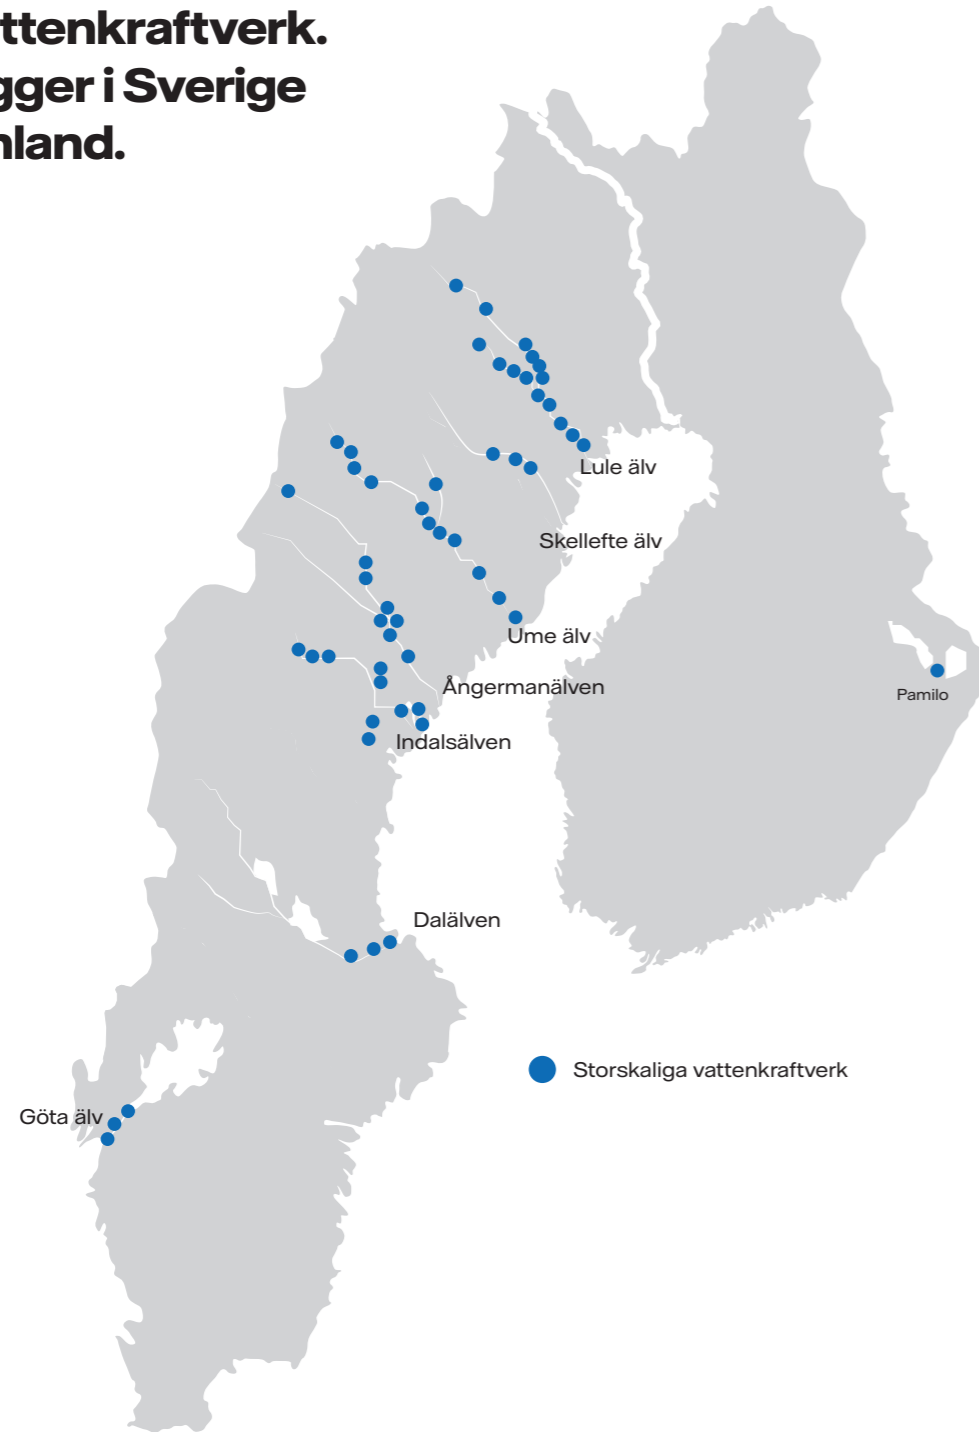 ttenkraftverk.
gger i Sverige
nland.
Lule älv
Skellefte älv
Ume älv
Pamilo
Ångermanälven
Indalsälven
Dalälven
Storskaliga vattenkraftverk
Göta älv